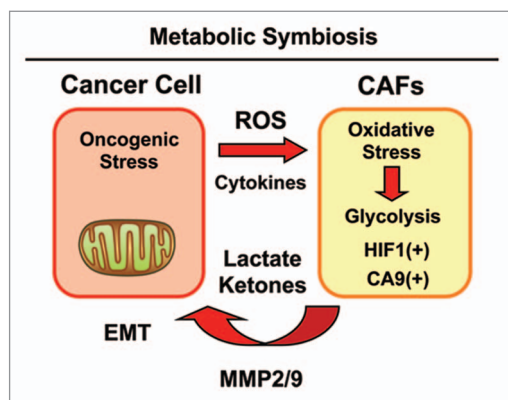 Metabolic Symbiosis
Cancer Cell
CAFs
Oncogenic
Stress
ROS
Cytokines
Oxidative
Stress
Glycolysis
HIF1(+)
CA9(+)
Lactate
Ketones
EMT
MMP2/9